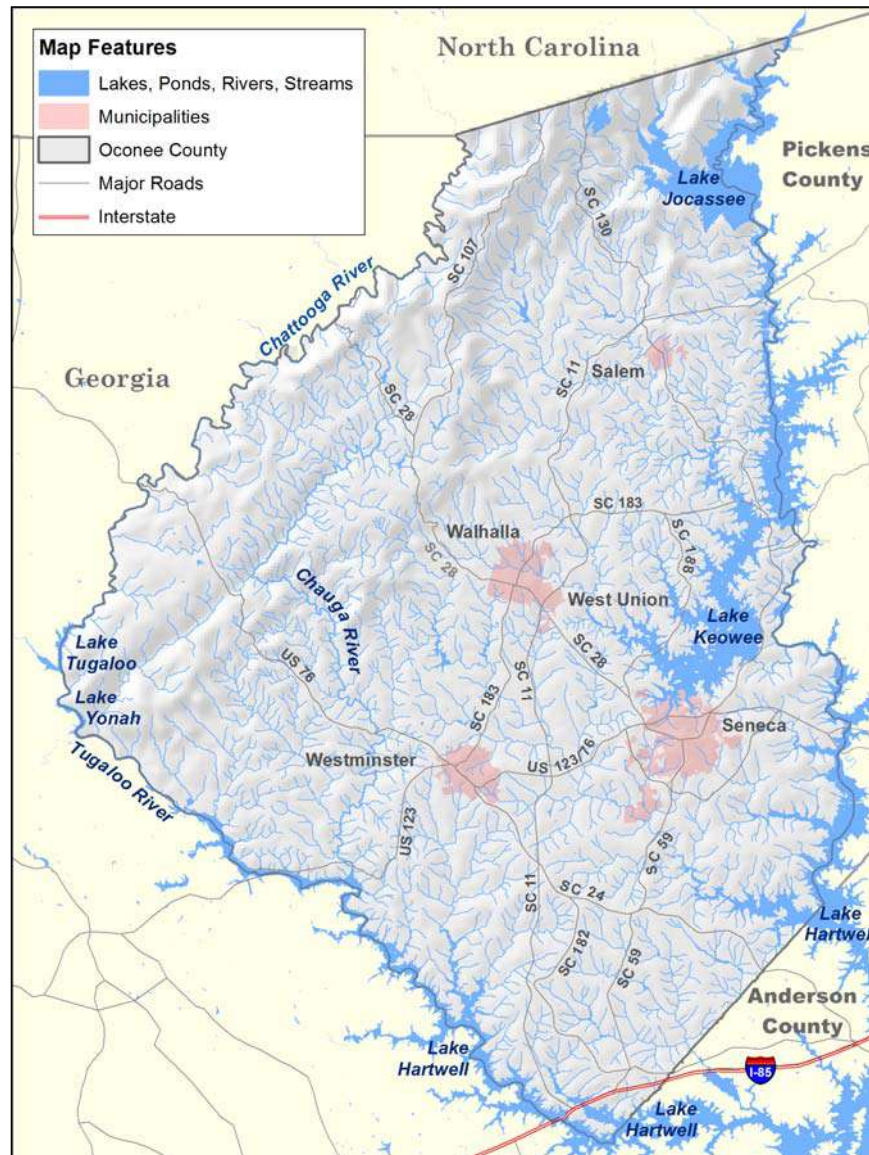 Map Features
Lakes, Ponds, Rivers, Streams
Municipalities
Oconee County
Major Roads
Interstate
North Carolina
Pickens
County
Lake
Jocassee
SC 130
SC 107
Chattooga River
Georgia
SC 28
SC 11
Salem
SC 183
Walhalla
SC 188
SC 28
West Union
Chauga River
Lake
Keowee
Lake
Tugaloo
SC 28
US 76
SC 11
SC 183
Lake
Yonah
Seneca
Westminster
US 123/76
Tugaloo River
US 123
SC 59
SC 11
SC 24
Lake
Hartwell
SC 182
SC 59
Anderson
County
Lake
Hartwell
I-85
Lake
Hartwell